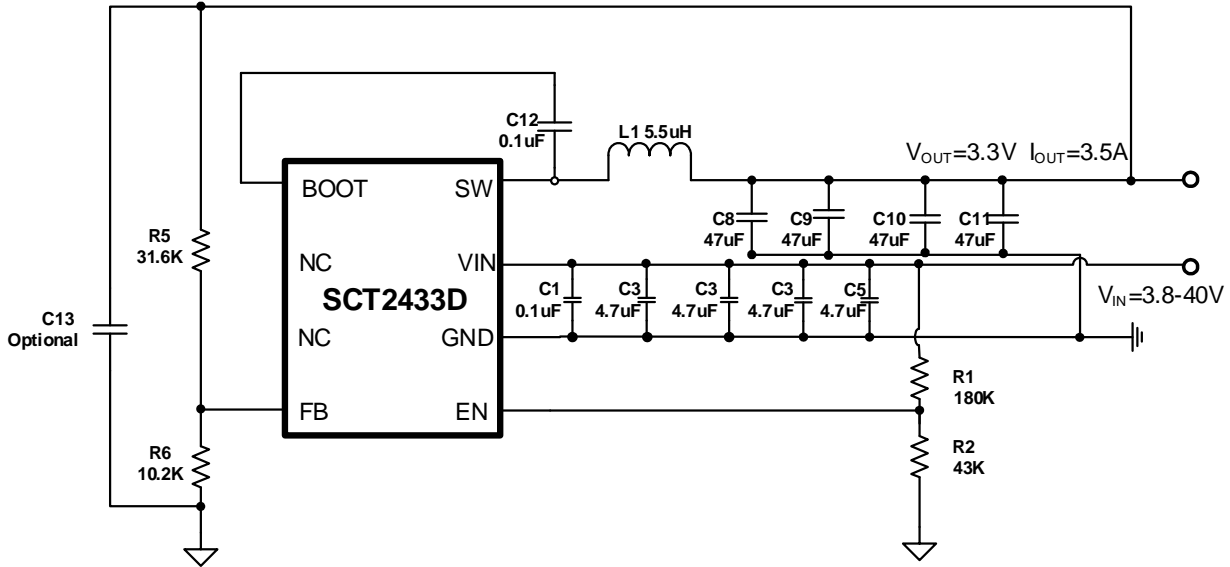 C12
0.1uF
L1 5.5uH
VOUT=3.3V IOUT=3.5A
BOOT
SW
C8
47uF
C9
47uF
C10
47uF
C11
47uF
R5
31.6K
NC
VIN
SCT2433D
C1
0.1uF
C3
4.7uF
C3
4.7uF
C3
4.7uF
C5
4.7uF
VIN=3.8-40V
C13
Optional
NC
GND
R1
180K
FB
EN
R6
10.2K
R2
43K